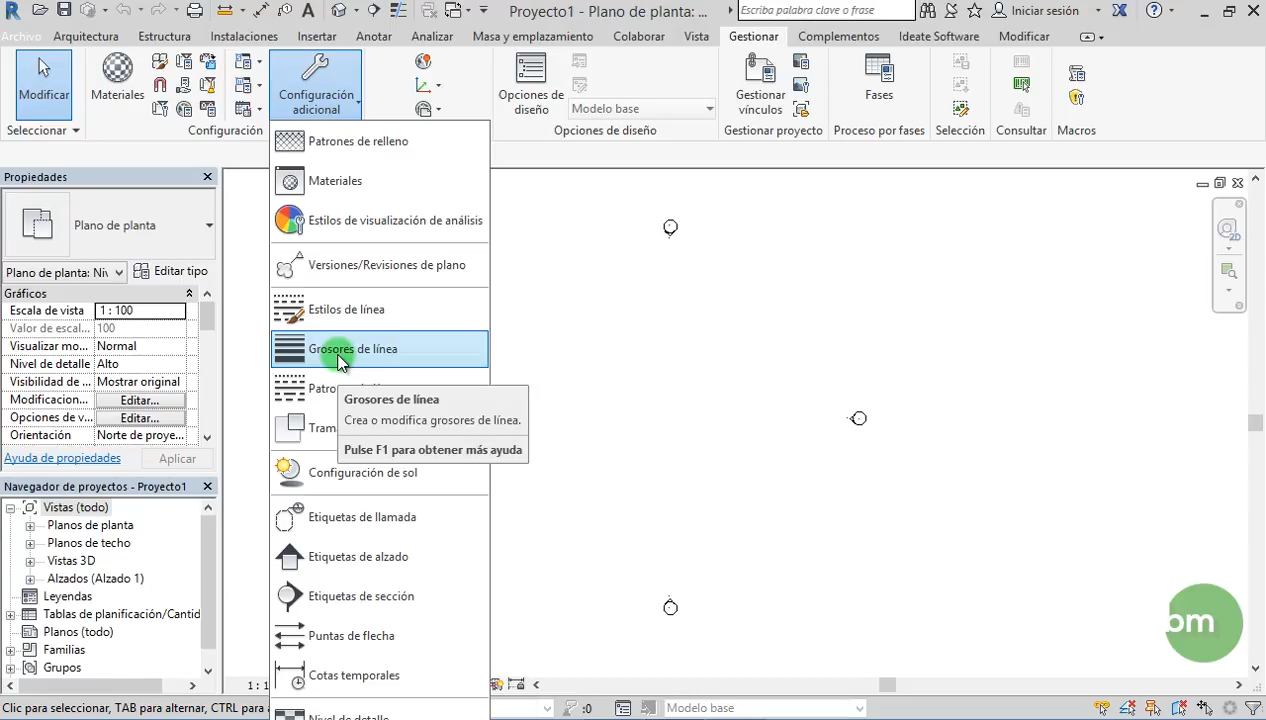 Proyecto1 - Plano de planta: ...
Escriba palabra clave o frase
Iniciar sesión
Archivo
Arquitectura
Estructura
Instalaciones
Insertar
Anotar
Analizar
Masa y emplazamiento
Colaborar
Vista
Gestionar
Complementos
Ideate Software
Modificar
Modificar
Materiales
Configuración
adicional
Opciones de
diseño
Modelo base
Gestionar
vínculos
Fases
Seleccionar
Configuración
Opciones de diseño
Gestionar proyecto
Proceso por fases
Selección
Consultar
Macros
Patrones de relleno
Materiales
Estilos de visualización de análisis
Versiones/Revisiones de plano
Estilos de línea
Grosores de línea
Grosores de línea
Crea o modifica grosores de línea.
Pulse F1 para obtener más ayuda
Configuración de sol
Etiquetas de llamada
Etiquetas de alzado
Etiquetas de sección
Puntas de flecha
Cotas temporales
Nivel de detalle
Propiedades
Plano de planta
Plano de planta: Niv
Editar tipo
Gráficos
Escala de vista 1 : 100
Valor de escal... 100
Visualizar mo... Normal
Nivel de detalle Alto
Visibilidad de ... Mostrar original
Modificacion... Editar...
Opciones de v... Editar...
Orientación Norte de proye...
Ayuda de propiedades
Aplicar
Navegador de proyectos - Proyecto1
Vistas (todo)
Planos de planta
Planos de techo
Vistas 3D
Alzados (Alzado 1)
Leyendas
Tablas de planificación/Cantid
Planos (todo)
Familias
Grupos
2D
om
1 : 1
Clic para seleccionar, TAB para alternar, CTRL para
:0
Modelo base